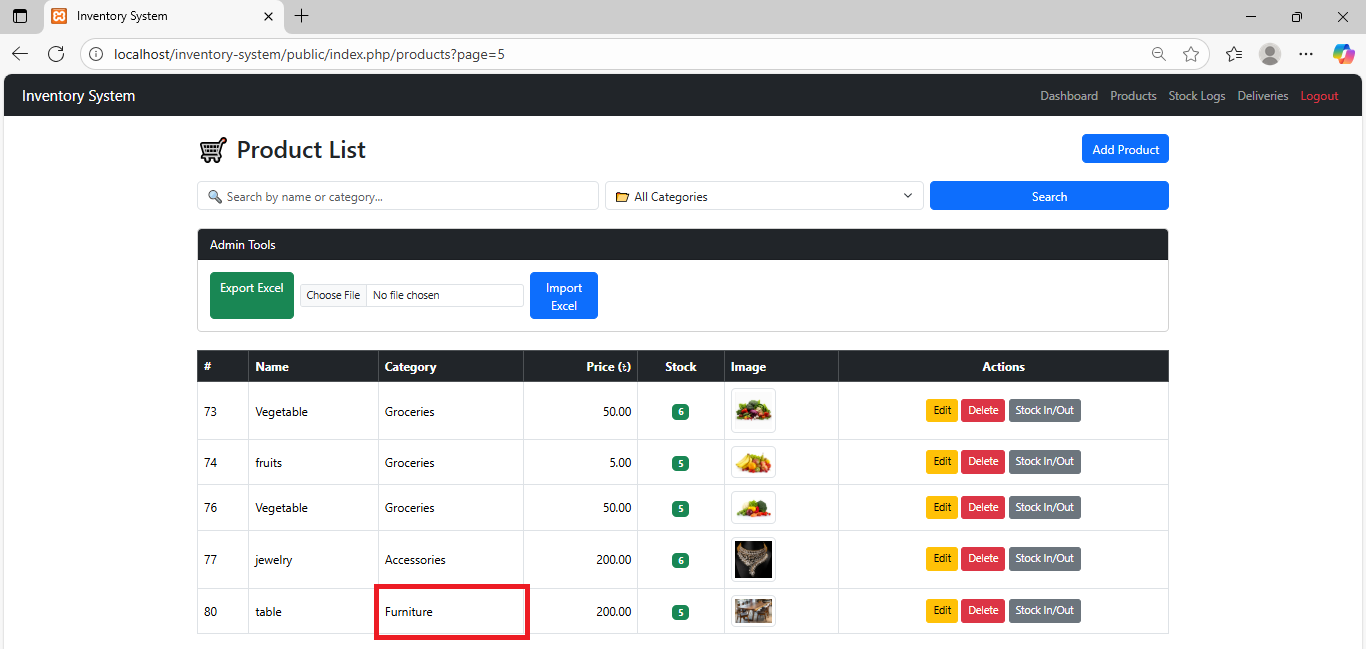 Inventory System
localhost/inventory-system/public/index.php/products?page=5
Inventory System Dashboard Products Stock Logs Deliveries Logout
Product List Add Product
Search by name or category... All Categories Search
Admin Tools
Export Excel Choose File No file chosen Import
Excel
# Name Category Price (৳) Stock Image Actions
73 Vegetable Groceries 50.00 6 Edit Delete Stock In/Out
74 fruits Groceries 5.00 5 Edit Delete Stock In/Out
76 Vegetable Groceries 50.00 5 Edit Delete Stock In/Out
77 jewelry Accessories 200.00 6 Edit Delete Stock In/Out
80 table Furniture 200.00 5 Edit Delete Stock In/Out